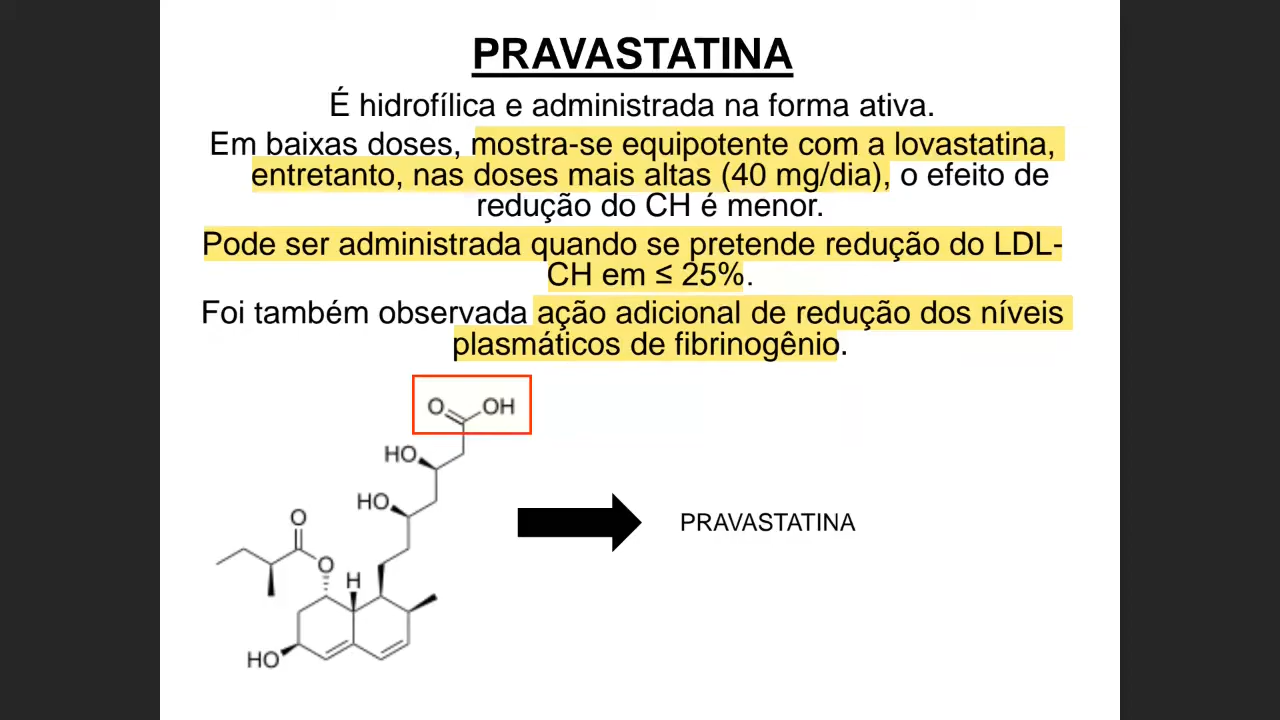 PRAVASTATINA
É hidrofílica e administrada na forma ativa.
Em baixas doses, mostra-se equipotente com a lovastatina,
entretanto, nas doses mais altas (40 mg/dia), o efeito de
redução do CH é menor.
Pode ser administrada quando se pretende redução do LDL-
CH em ≤ 25%.
Foi também observada ação adicional de redução dos níveis
plasmáticos de fibrinogênio.
O OH
HO
HO
O
O
H
HO
PRAVASTATINA